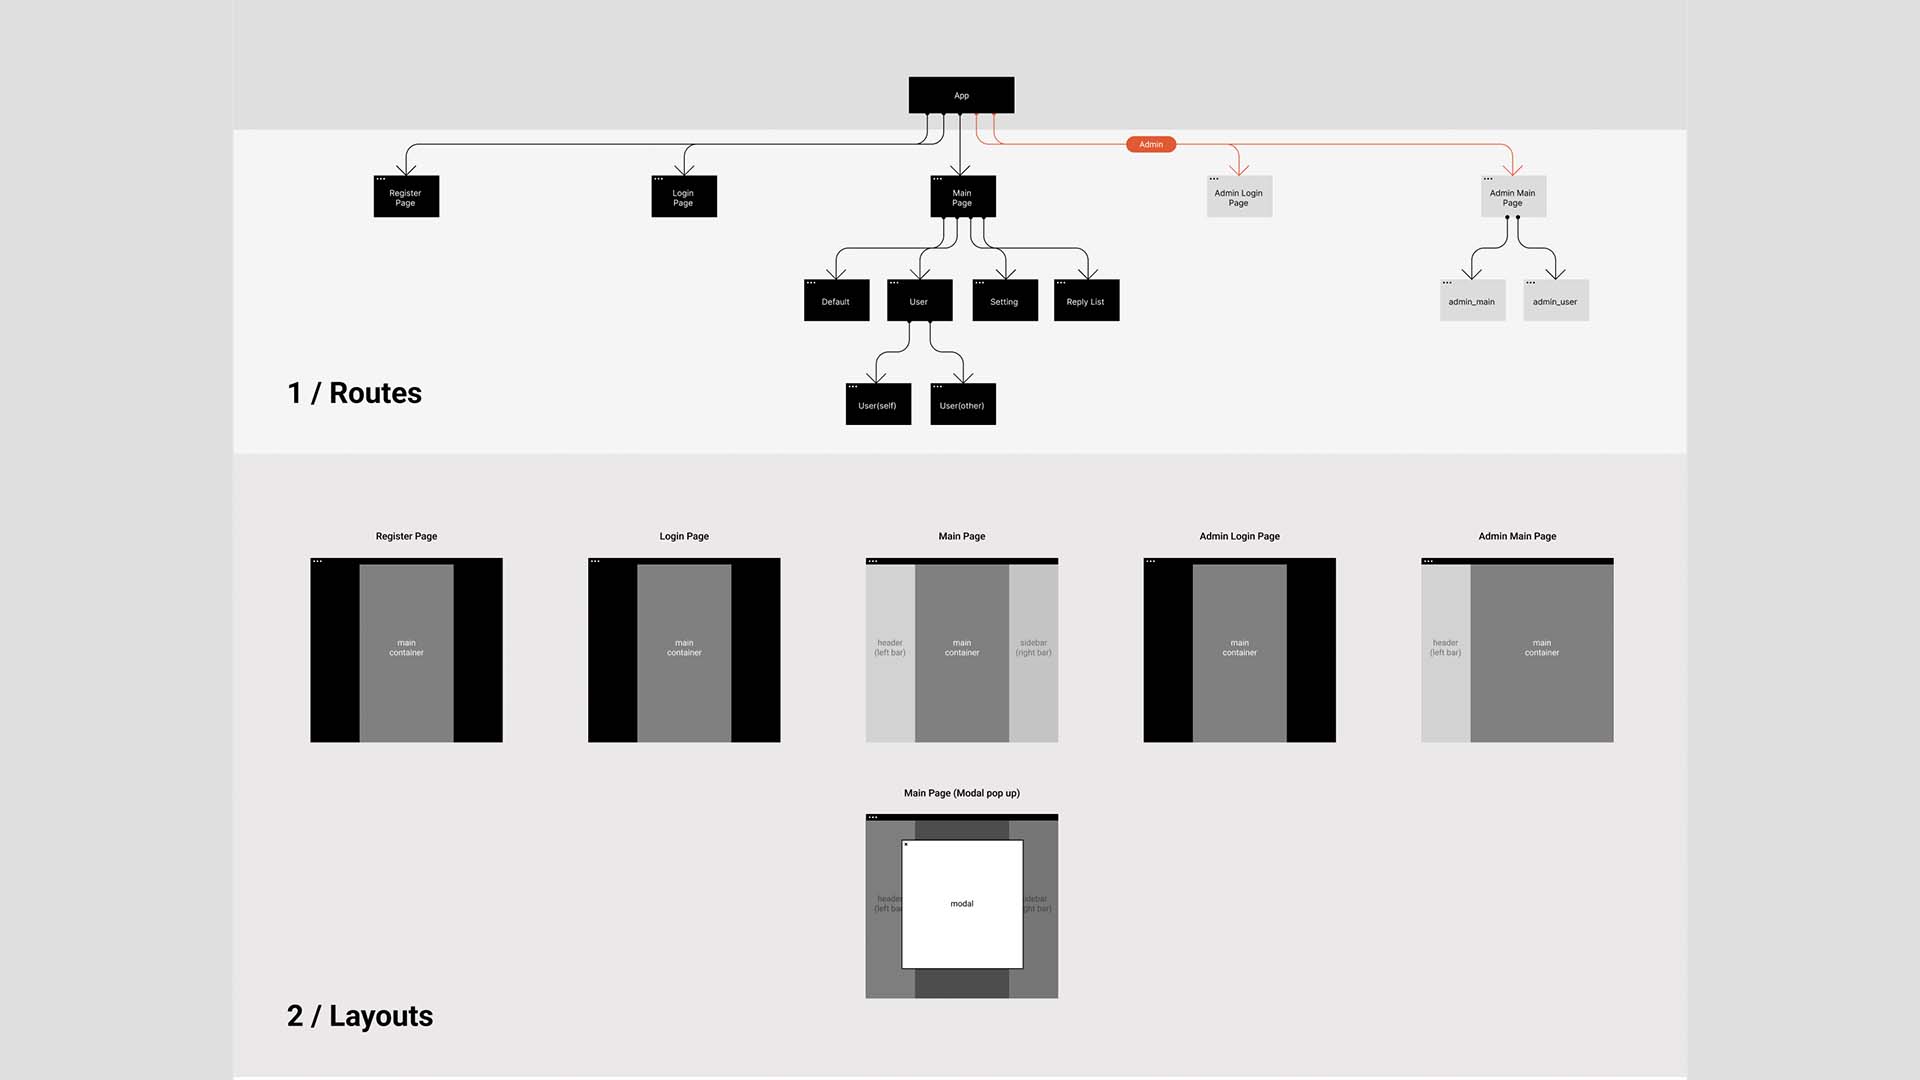 App
Admin
Register
Page
Login
Page
Main
Page
Admin Login
Page
Admin Main
Page
Default
User
Setting
Reply List
admin_main
admin_user
User(self)
User(other)
1 / Routes
Register Page
Login Page
Main Page
Admin Login Page
Admin Main Page
main
container
main
container
header
(left bar)
main
container
sidebar
(right bar)
main
container
header
(left bar)
main
container
Main Page (Modal pop up)
header
(left ba
modal
idebar
ght bar)
2 / Layouts